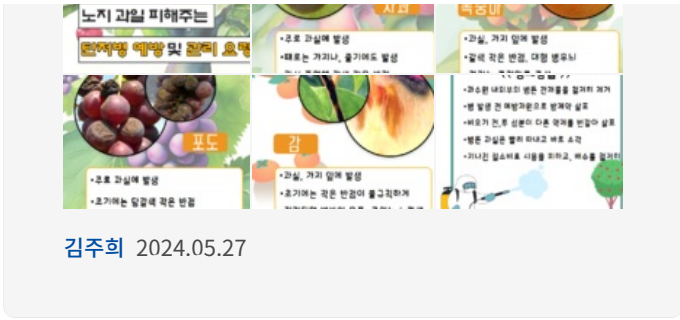 노지 과일 피해주는
탄저병 예방 및 관리 요령
사과
•주로 과실에 발생
•때로는 가지나, 줄기에도 발생
복숭아
•과실, 가지 잎에 발생
•갈색 작은 반점, 대형 병무늬
포도
•주로 과실에 발생
•초기에는 담갈색 작은 반점
감
•과실, 가지 잎에 발생
•초기에는 작은 반점이 불규칙하게
•과수원 내외부의 병든 잔재물을 철저히 제거
•병 발생 전 예방차원으로 방제약 살포
•비오기 전,후 성분이 다른 약제를 번갈아 살포
•병든 과실은 빨리 따내고 바로 소각
•지나친 질소비료 시용을 피하고, 배수를 철저히
김주희 2024.05.27